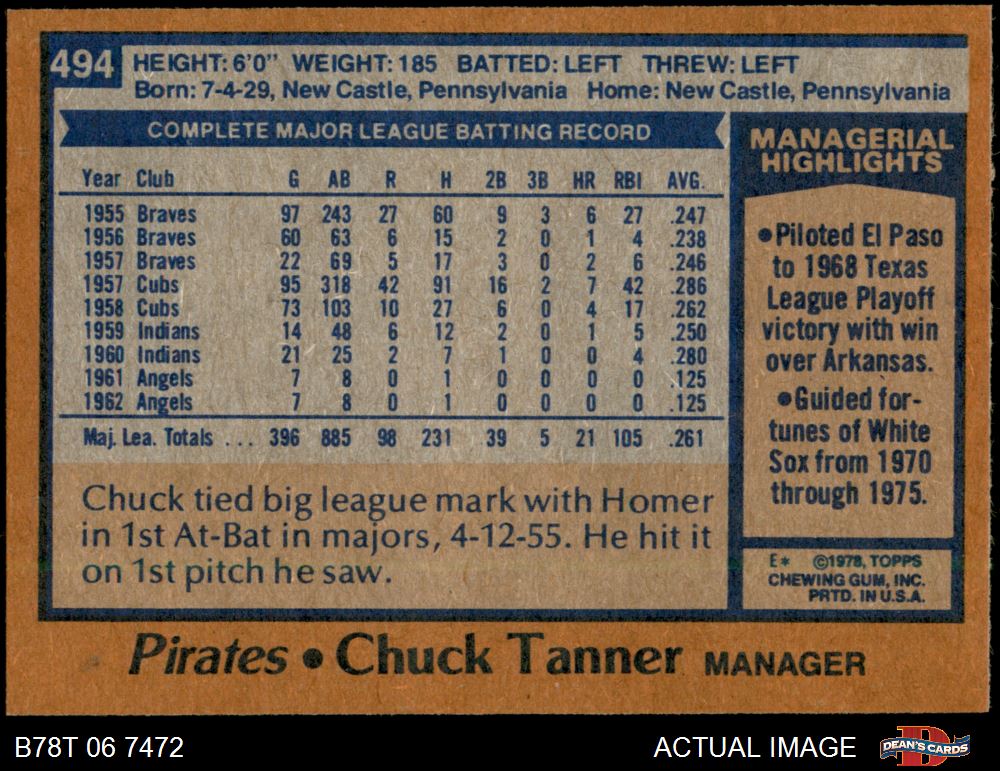 494
HEIGHT: 6'0" WEIGHT: 185 BATTED: LEFT THREW: LEFT
Born: 7-4-29, New Castle, Pennsylvania Home: New Castle, Pennsylvania
COMPLETE MAJOR LEAGUE BATTING RECORD
Year Club G AB R H 2B 3B HR RBI AVG.
1955 Braves 97 243 27 60 9 3 6 27 .247
1956 Braves 60 63 6 15 2 0 1 4 .238
1957 Braves 22 69 5 17 3 0 2 6 .246
1957 Cubs 95 318 42 91 16 2 7 42 .286
1958 Cubs 73 103 10 27 6 0 4 17 .262
1959 Indians 14 48 6 12 2 0 1 5 .250
1960 Indians 21 25 2 7 1 0 0 4 .280
1961 Angels 7 8 0 1 0 0 0 0 .125
1962 Angels 7 8 0 1 0 0 0 0 .125
Maj. Lea. Totals ... 396 885 98 231 39 5 21 105 .261
Chuck tied big league mark with Homer
in 1st At-Bat in majors, 4-12-55. He hit it
on 1st pitch he saw.
MANAGERIAL
HIGHLIGHTS
•Piloted El Paso
to 1968 Texas
League Playoff
victory with win
over Arkansas.
•Guided for-
tunes of White
Sox from 1970
through 1975.
E* ©1978, TOPPS
CHEWING GUM, INC.
PRTD. IN U.S.A.
Pirates • Chuck Tanner MANAGER
B78T 06 7472
ACTUAL IMAGE
D
DEAN'S CARDS